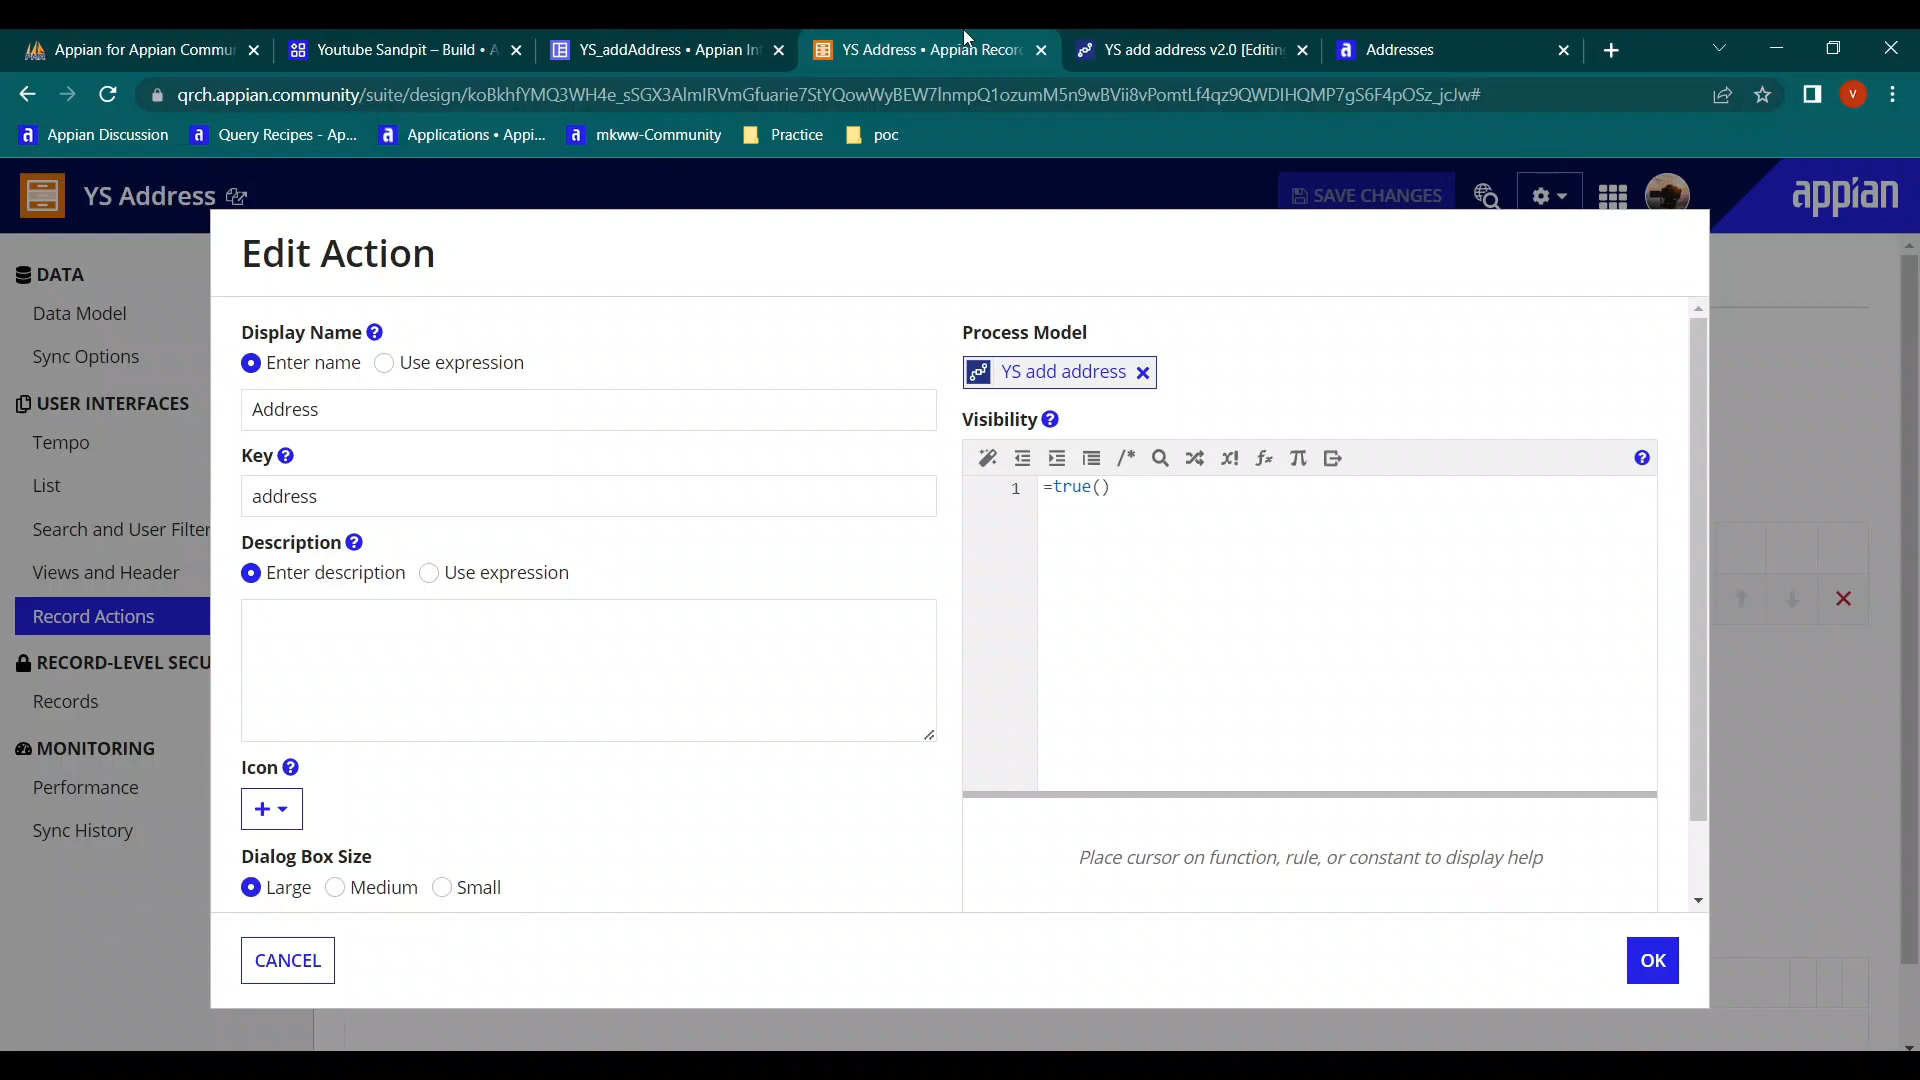 Appian for Appian Commu
Youtube Sandpit – Build • A
YS_addAddress • Appian In
YS Address • Appian Recor
YS add address v2.0 [Editin
Addresses
qrch.appian.community/suite/design/koBkhfYMQ3WH4e_sSGX3AlmIRVmGfuarie7StYQowWyBEW7lnmpQ1ozumM5n9wBVii8vPomtLf4qz9QWDIHQMP7gS6F4pOSz_jcJw#
V
Appian Discussion
Query Recipes - Ap...
Applications • Appi...
mkww-Community
Practice
poc
YS Address
SAVE CHANGES
appian
DATA
Data Model
Sync Options
USER INTERFACES
Tempo
List
Search and User Filter
Views and Header
Record Actions
RECORD-LEVEL SECU
Records
MONITORING
Performance
Sync History
Edit Action
Display Name
Enter name
Use expression
Address
Key
address
Description
Enter description
Use expression
Icon
Dialog Box Size
Large
Medium
Small
Process Model
YS add address
Visibility
1
=true()
Place cursor on function, rule, or constant to display help
CANCEL
OK